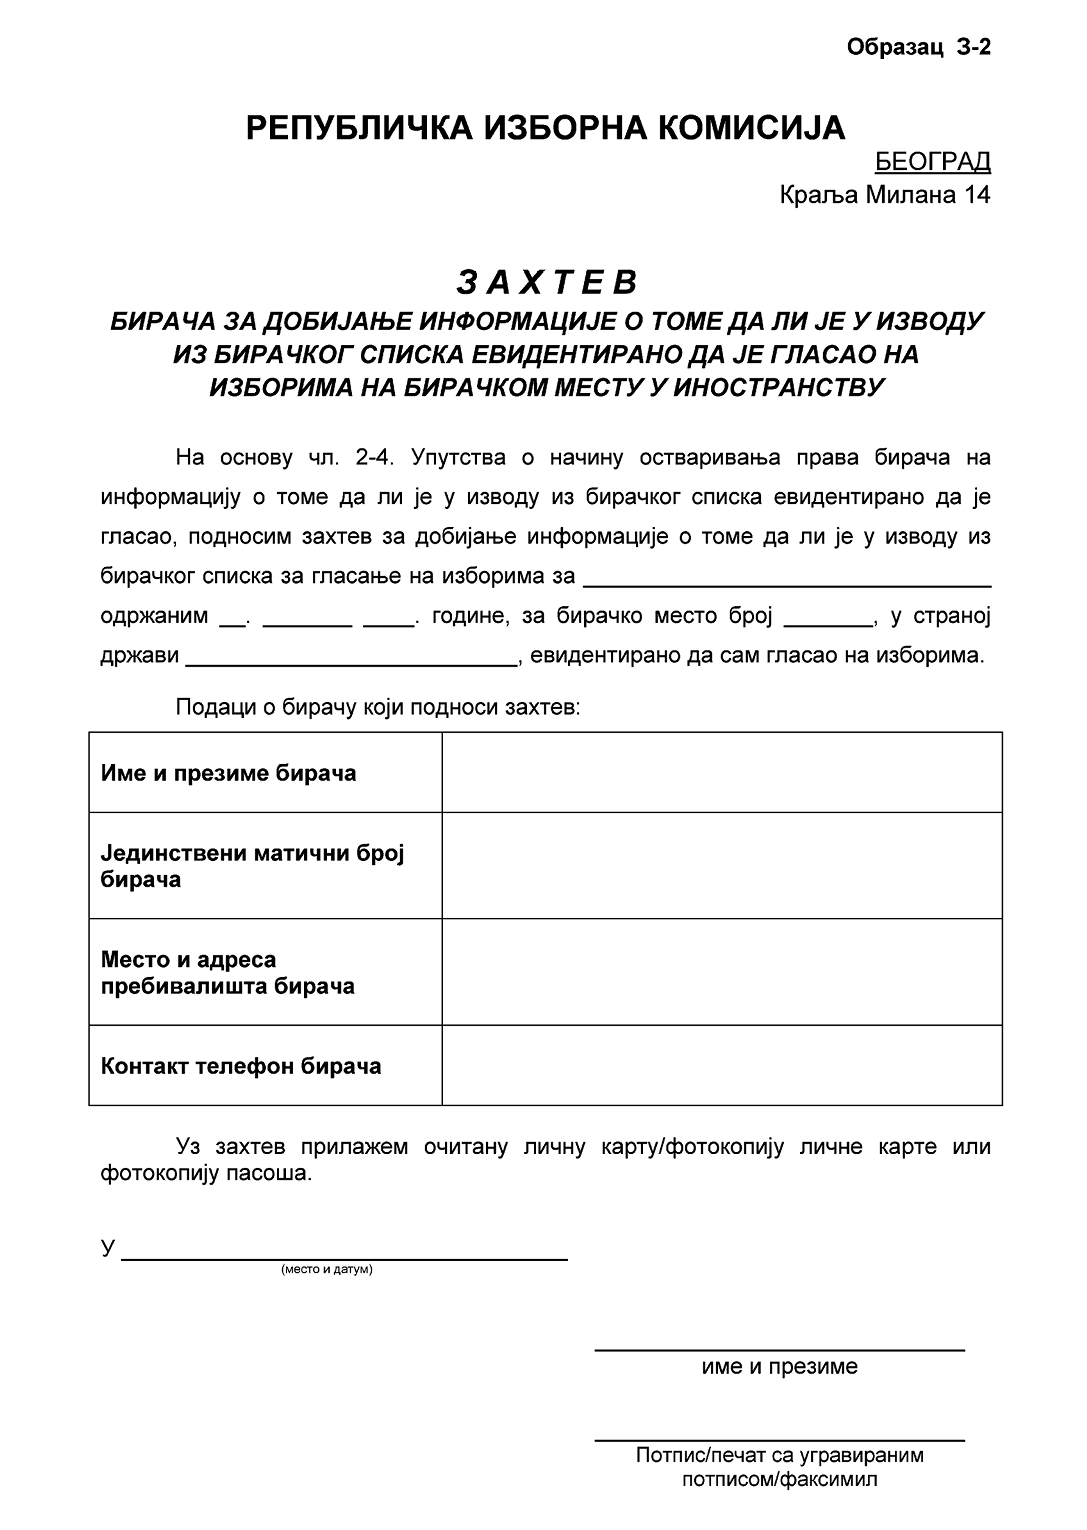 Образац З-2
РЕПУБЛИЧКА ИЗБОРНА КОМИСИЈА
БЕОГРАД
Краља Милана 14
З А Х Т Е В
БИРАЧА ЗА ДОБИЈАЊЕ ИНФОРМАЦИЈЕ О ТОМЕ ДА ЛИ ЈЕ У ИЗВОДУ
ИЗ БИРАЧКОГ СПИСКА ЕВИДЕНТИРАНО ДА ЈЕ ГЛАСАО НА
ИЗБОРИМА НА БИРАЧКОМ МЕСТУ У ИНОСТРАНСТВУ
На основу чл. 2-4. Упутства о начину остваривања права бирача на
информацију о томе да ли је у изводу из бирачког списка евидентирано да је
гласао, подносим захтев за добијање информације о томе да ли је у изводу из
бирачког списка за гласање на изборима за ________________________________
одржаним __. _______ ____. године, за бирачко место број _______, у страној
држави __________________________, евидентирано да сам гласао на изборима.
Подаци о бирачу који подноси захтев:
Име и презиме бирача
Јединствени матични број
бирача
Место и адреса
пребивалишта бирача
Контакт телефон бирача
Уз захтев прилажем очитану личну карту/фотокопију личне карте или
фотокопију пасоша.
У ___________________________________
(место и датум)
име и презиме
Потпис/печат са угравираним
потписом/факсимил